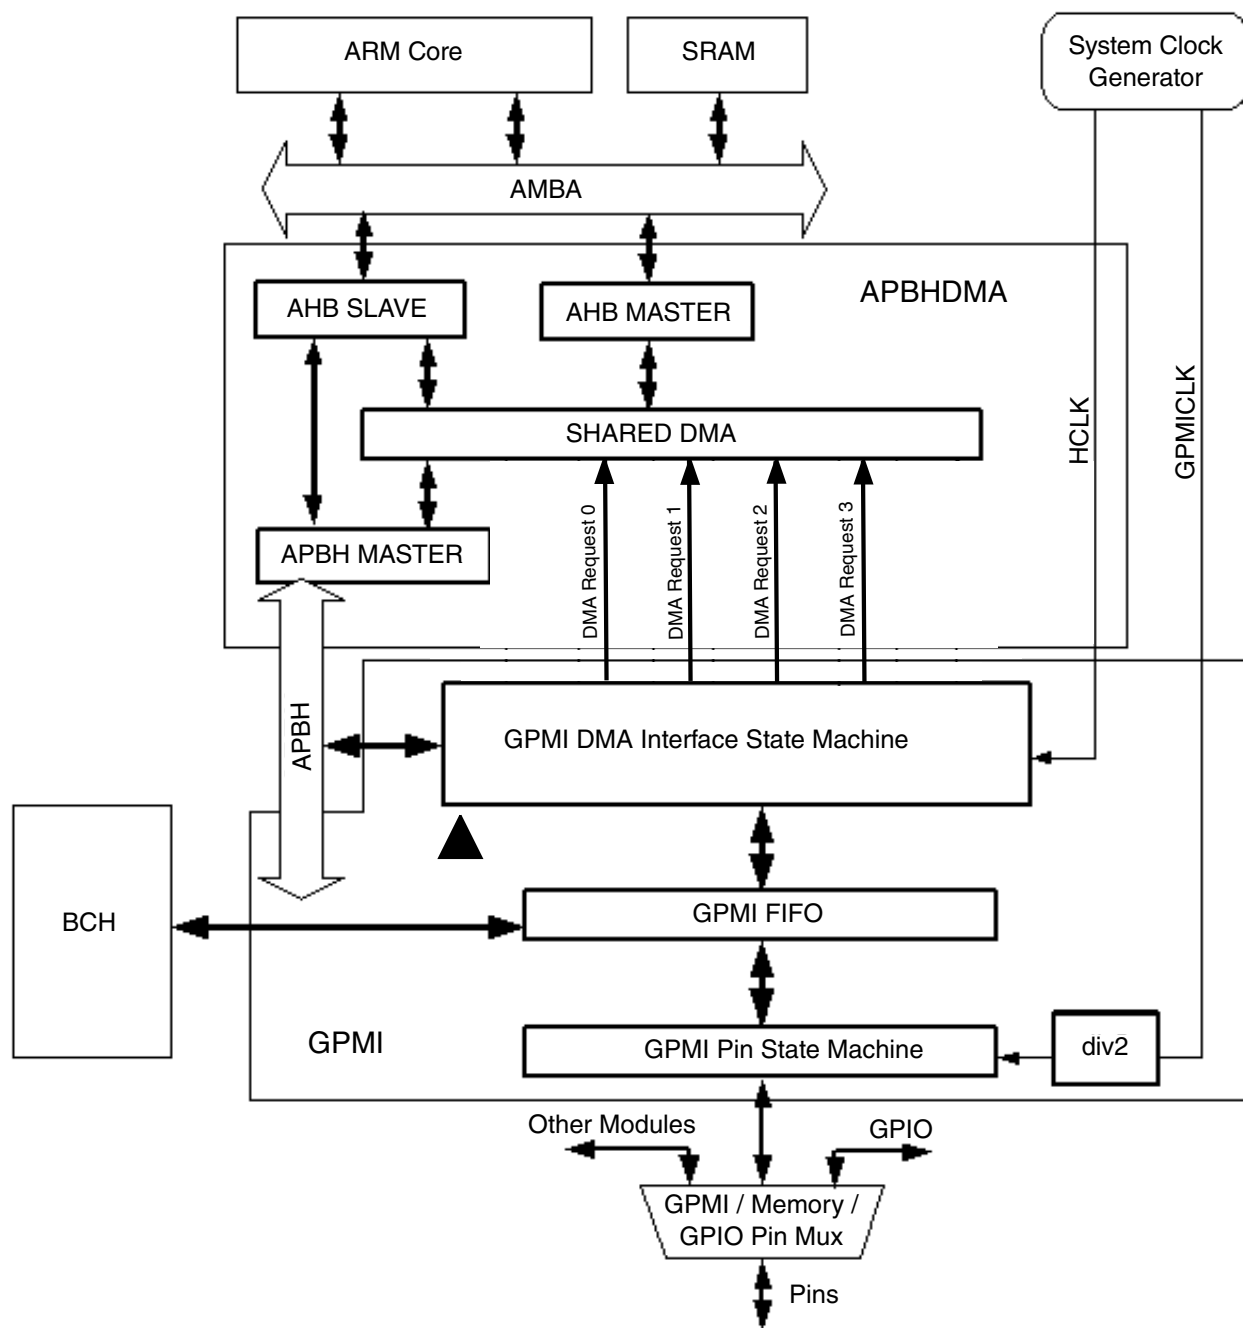 ARM Core
SRAM
System Clock
Generator
AMBA
AHB SLAVE
AHB MASTER
APBHDMA
HCLK
GPMICLK
SHARED DMA
DMA Request 0
DMA Request 1
DMA Request 2
DMA Request 3
APBH MASTER
APBH
GPMI DMA Interface State Machine
BCH
GPMI FIFO
GPMI
GPMI Pin State Machine
div2
Other Modules
GPIO
GPMI / Memory /
GPIO Pin Mux
Pins